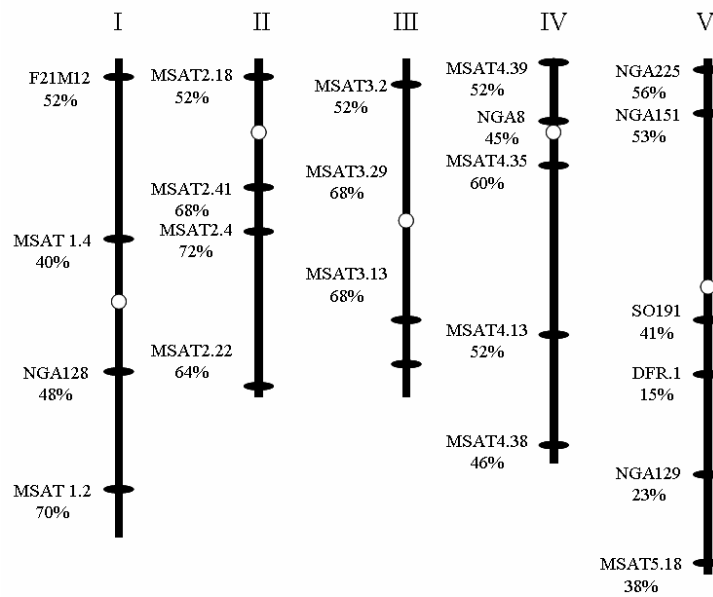 I
II
III
IV
V
F21M12
52%
MSAT 1.4
40%
NGA128
48%
MSAT 1.2
70%
MSAT2.18
52%
MSAT2.41
68%
MSAT2.4
72%
MSAT2.22
64%
MSAT3.2
52%
MSAT3.29
68%
MSAT3.13
68%
MSAT4.39
52%
NGA8
45%
MSAT4.35
60%
MSAT4.13
52%
MSAT4.38
46%
NGA225
56%
NGA151
53%
SO191
41%
DFR.1
15%
NGA129
23%
MSAT5.18
38%